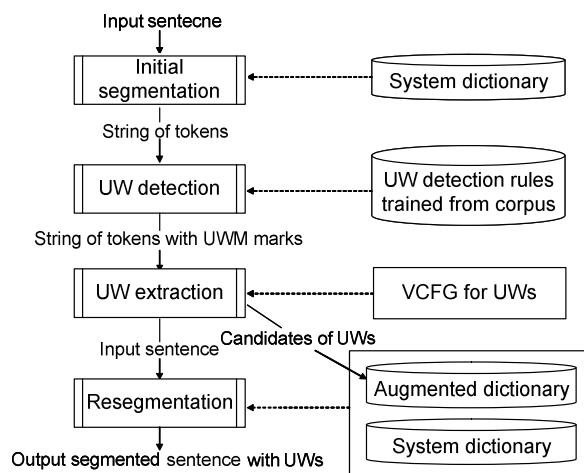 Input sentecne
Initial
segmentation
System dictionary
String of tokens
UW detection
UW detection rules
trained from corpus
String of tokens with UWM marks
UW extraction
VCFG for UWs
Candidates of UWs
Input sentence
Augmented dictionary
Resegmentation
System dictionary
Output segmented sentence with UWs